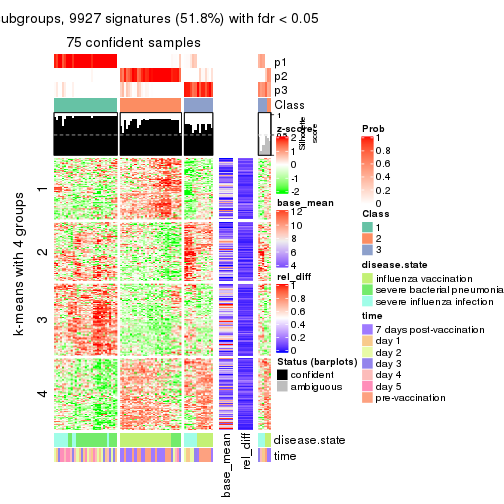 ubgroups, 9927 signatures (51.8%) with fdr < 0.05
75 confident samples
p1
p2
p3
Class
1
Silhouette
score
z-score
2
1
0
-1
-2
base_mean
12
10
8
6
4
rel_diff
1
0.8
0.6
0.4
0.2
0
Status (barplots)
confident
ambiguous
Prob
1
0.8
0.6
0.4
0.2
0
Class
1
2
3
disease.state
influenza vaccination
severe bacterial pneumonia
severe influenza infection
time
7 days post-vaccination
day 1
day 2
day 3
day 4
day 5
pre-vaccination
k-means with 4 groups
1
2
3
4
base_mean
rel_diff
disease.state
time